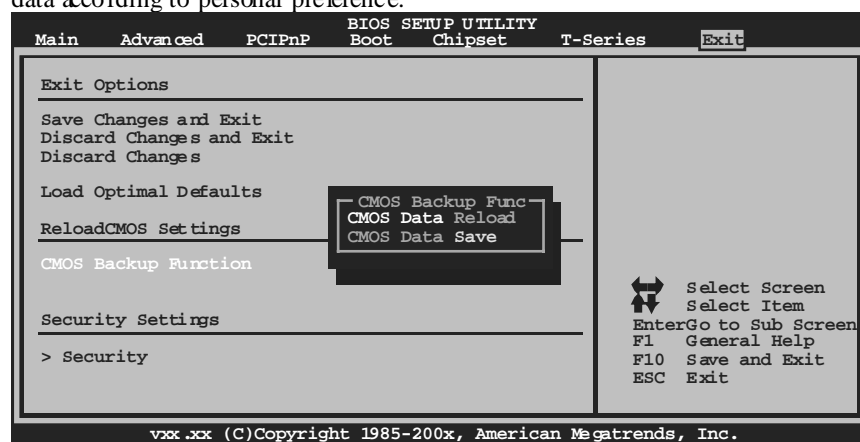 data according to personal preference.
BIOS SETUP UTILITY
Main Advanced PCIPnP Boot Chipset T-Series Exit
Exit Options
Save Changes and Exit
Discard Changes and Exit
Discard Changes
Load Optimal Defaults
ReloadCMOS Settings
CMOS Backup Function
Security Settings
> Security
CMOS Backup Func
CMOS Data Reload
CMOS Data Save
Select Screen
Select Item
EnterGo to Sub Screen
F1 General Help
F10 Save and Exit
ESC Exit
vxx.xx (C)Copyright 1985-200x, American Megatrends, Inc.